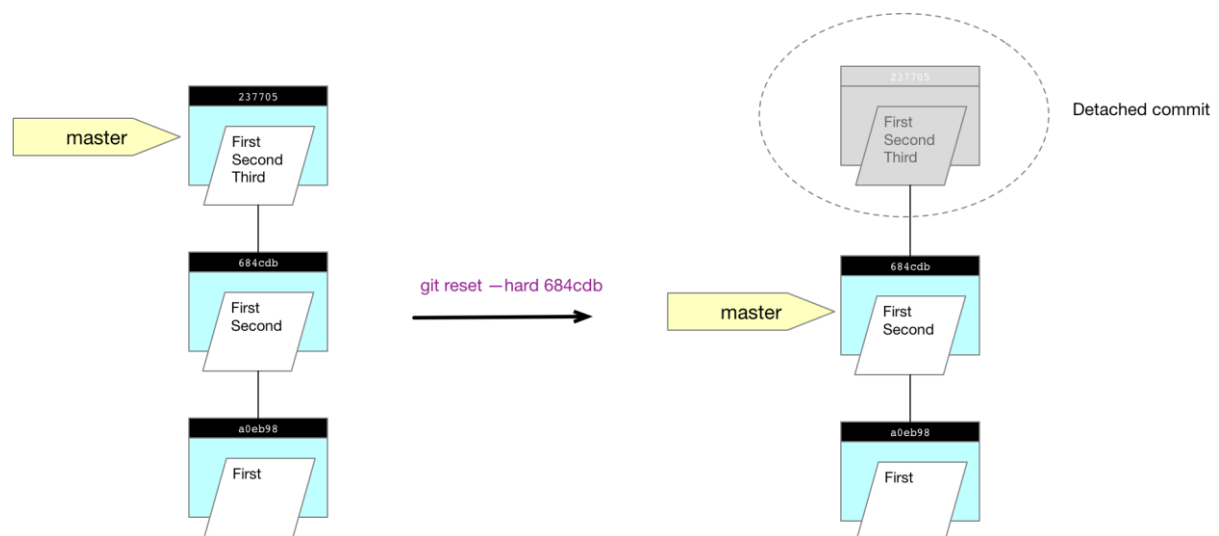 237705
master
First
Second
Third
684cdb
First
Second
a0eb98
First
git reset —hard 684cdb
237705
First
Second
Third
Detached commit
684cdb
master
First
Second
a0eb98
First